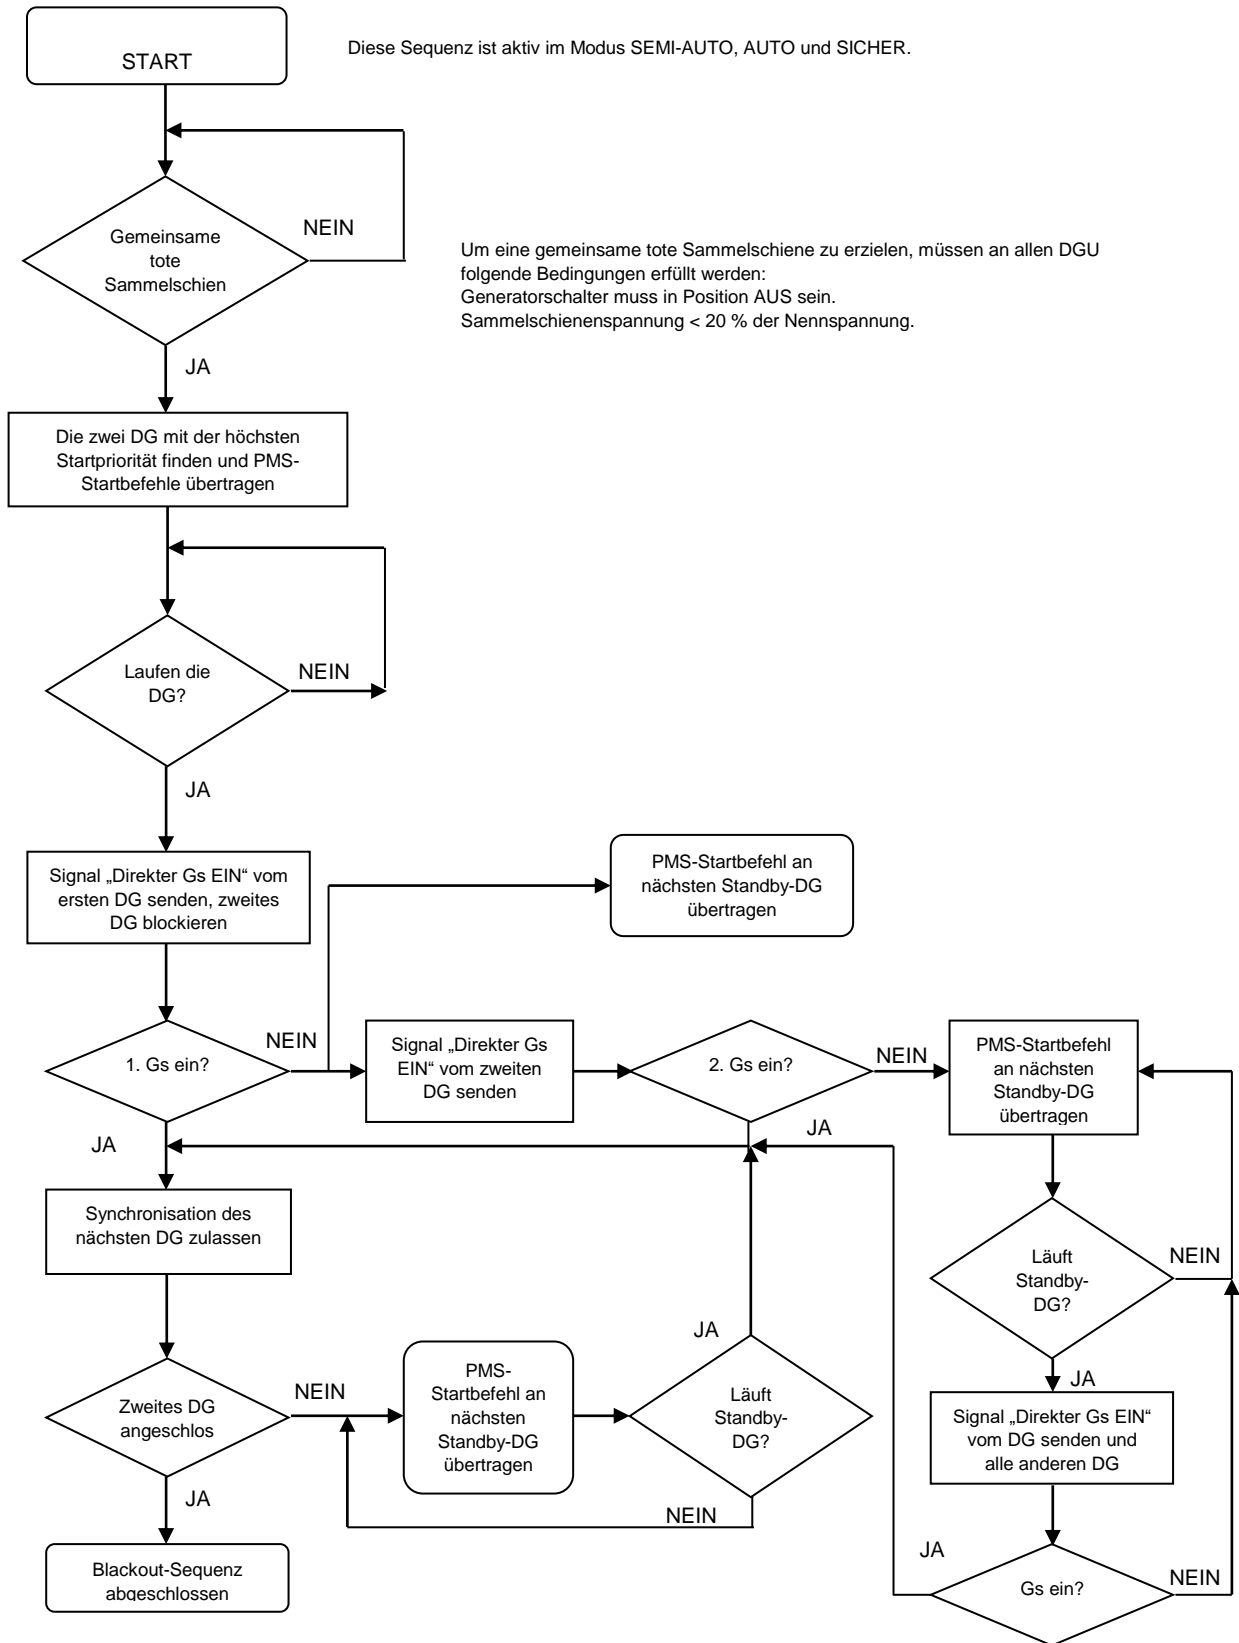 START
Diese Sequenz ist aktiv im Modus SEMI-AUTO, AUTO und SICHER.
NEIN
Gemeinsame
tote
Sammelschien
Um eine gemeinsame tote Sammelschiene zu erzielen, müssen an allen DGU
folgende Bedingungen erfüllt werden:
Generatorschalter muss in Position AUS sein.
Sammelschienenspannung < 20 % der Nennspannung.
JA
Die zwei DG mit der höchsten
Startpriorität finden und PMS-
Startbefehle übertragen
Laufen die
DG?
NEIN
JA
Signal „Direkter Gs EIN“ vom
ersten DG senden, zweites
DG blockieren
PMS-Startbefehl an
nächsten Standby-DG
übertragen
1. Gs ein?
NEIN
Signal „Direkter Gs
EIN“ vom zweiten
DG senden
2. Gs ein?
NEIN
PMS-Startbefehl
an nächsten
Standby-DG
übertragen
JA
JA
Synchronisation des
nächsten DG zulassen
Läuft
Standby-
DG?
NEIN
JA
Zweites DG
angeschlos
NEIN
PMS-
Startbefehl an
nächsten
Standby-DG
übertragen
JA
Läuft
Standby-
DG?
NEIN
Signal „Direkter Gs EIN“
vom DG senden und
alle anderen DG
JA
Blackout-Sequenz
abgeschlossen
JA
Gs ein?
NEIN